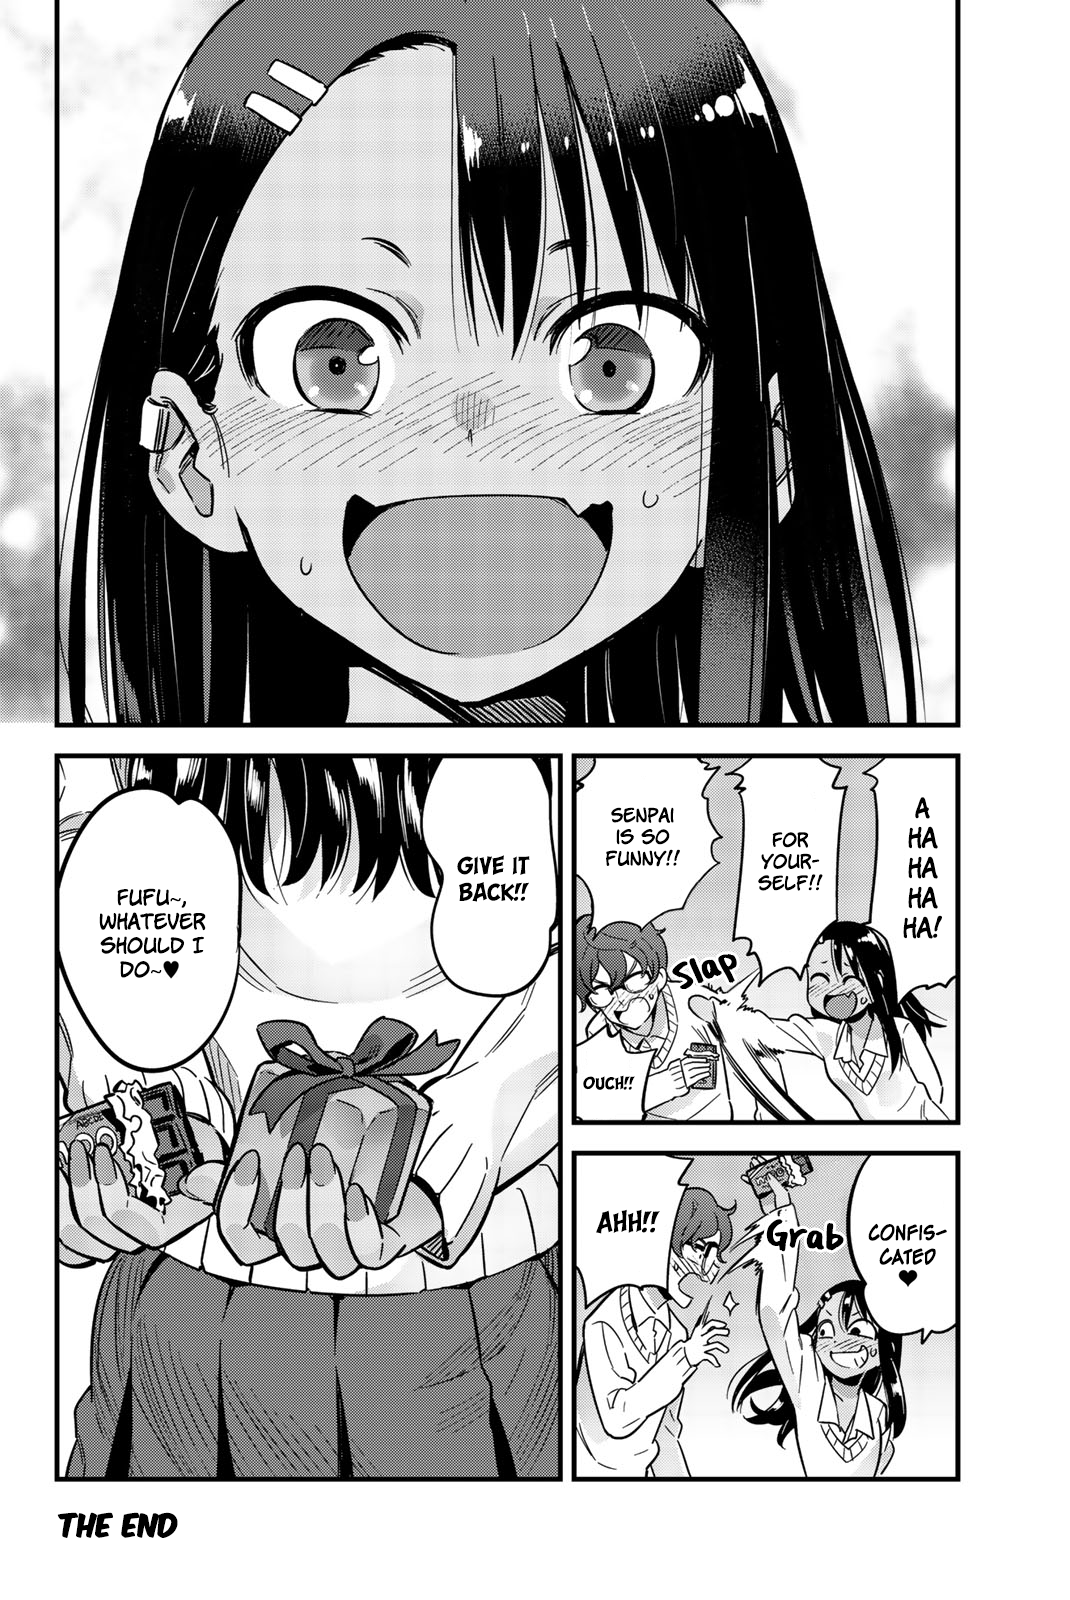 A
HA
HA
HA
HA!
FOR
YOUR-
SELF!!
SENPAI
IS SO
FUNNY!!
Slap
OUCH!!
CONFIS-
CATED
♥
Grab
AHH!!
GIVE IT
BACK!!
FUFU~,
WHATEVER
SHOULD I
DO~♥
ABCDE
THE END